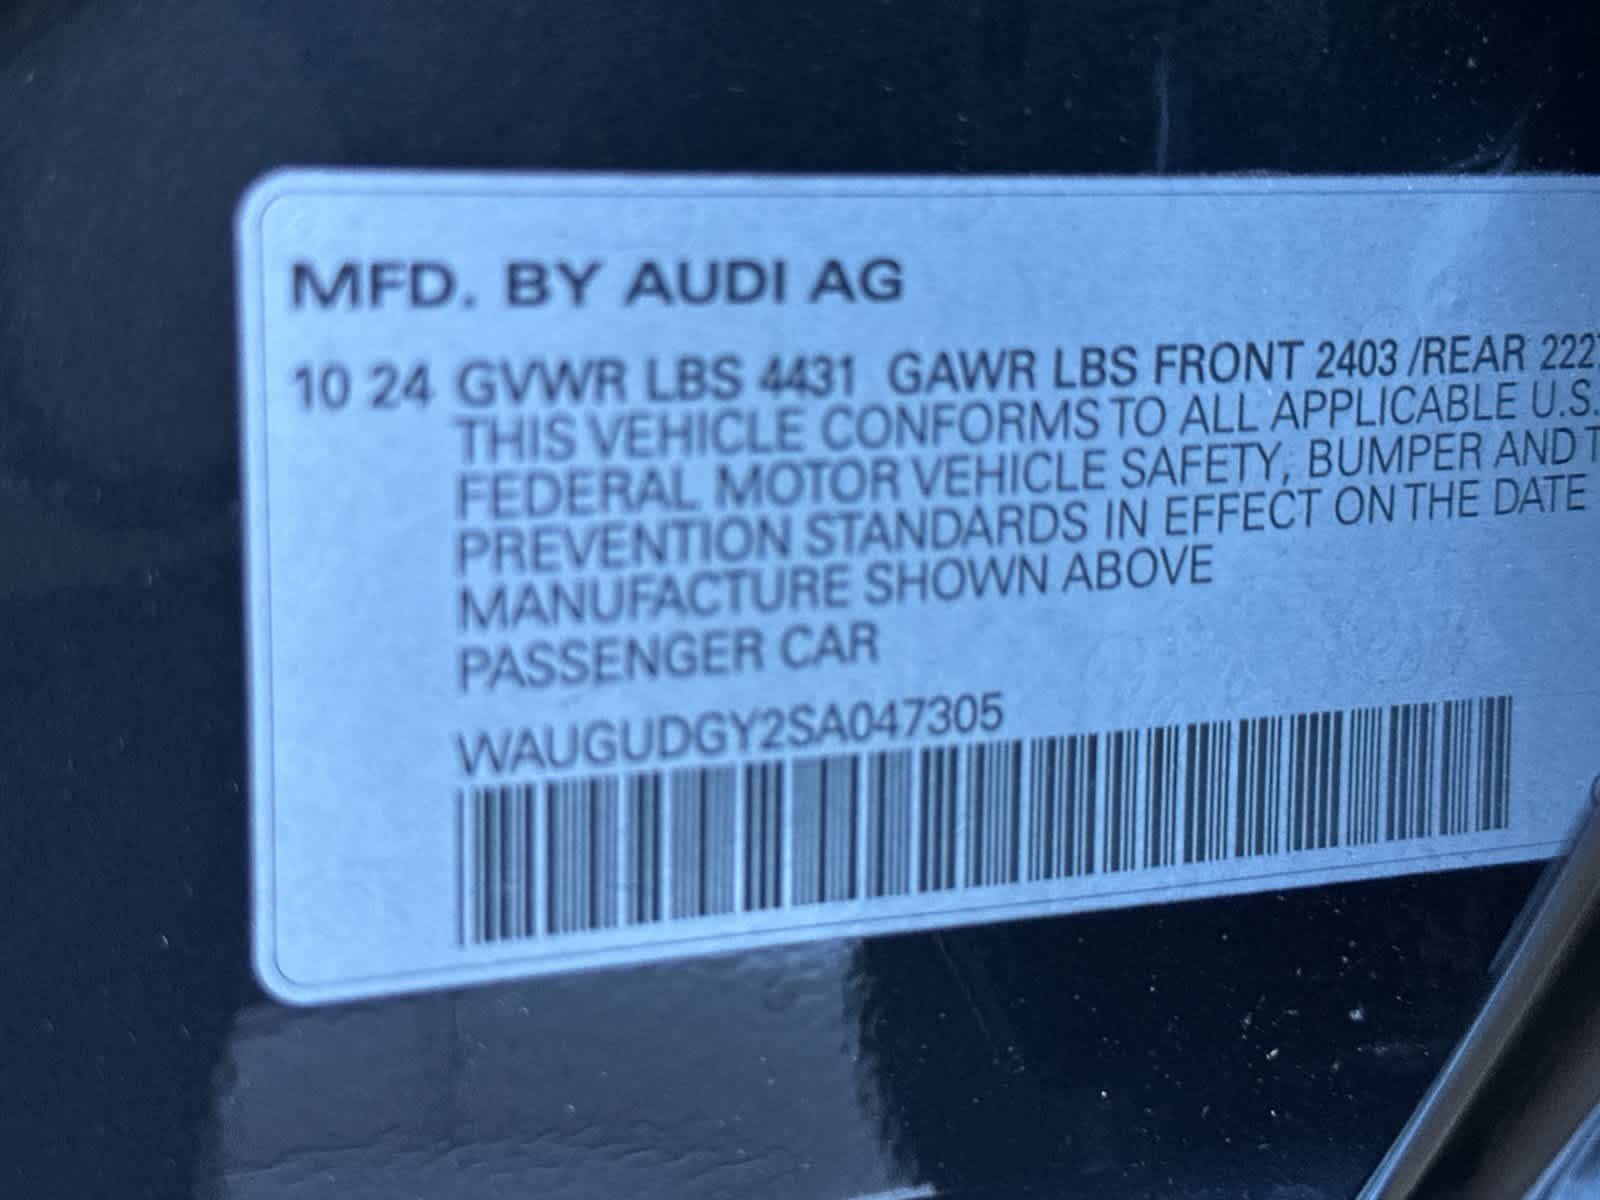 MFD. BY AUDI AG
10 24 GVWR LBS 4431 GAWR LBS FRONT 2403 /REAR 2227
THIS VEHICLE CONFORMS TO ALL APPLICABLE U.S.
FEDERAL MOTOR VEHICLE SAFETY, BUMPER AND T
PREVENTION STANDARDS IN EFFECT ON THE DATE
MANUFACTURE SHOWN ABOVE
PASSENGER CAR
WAUGUDGY2SA047305